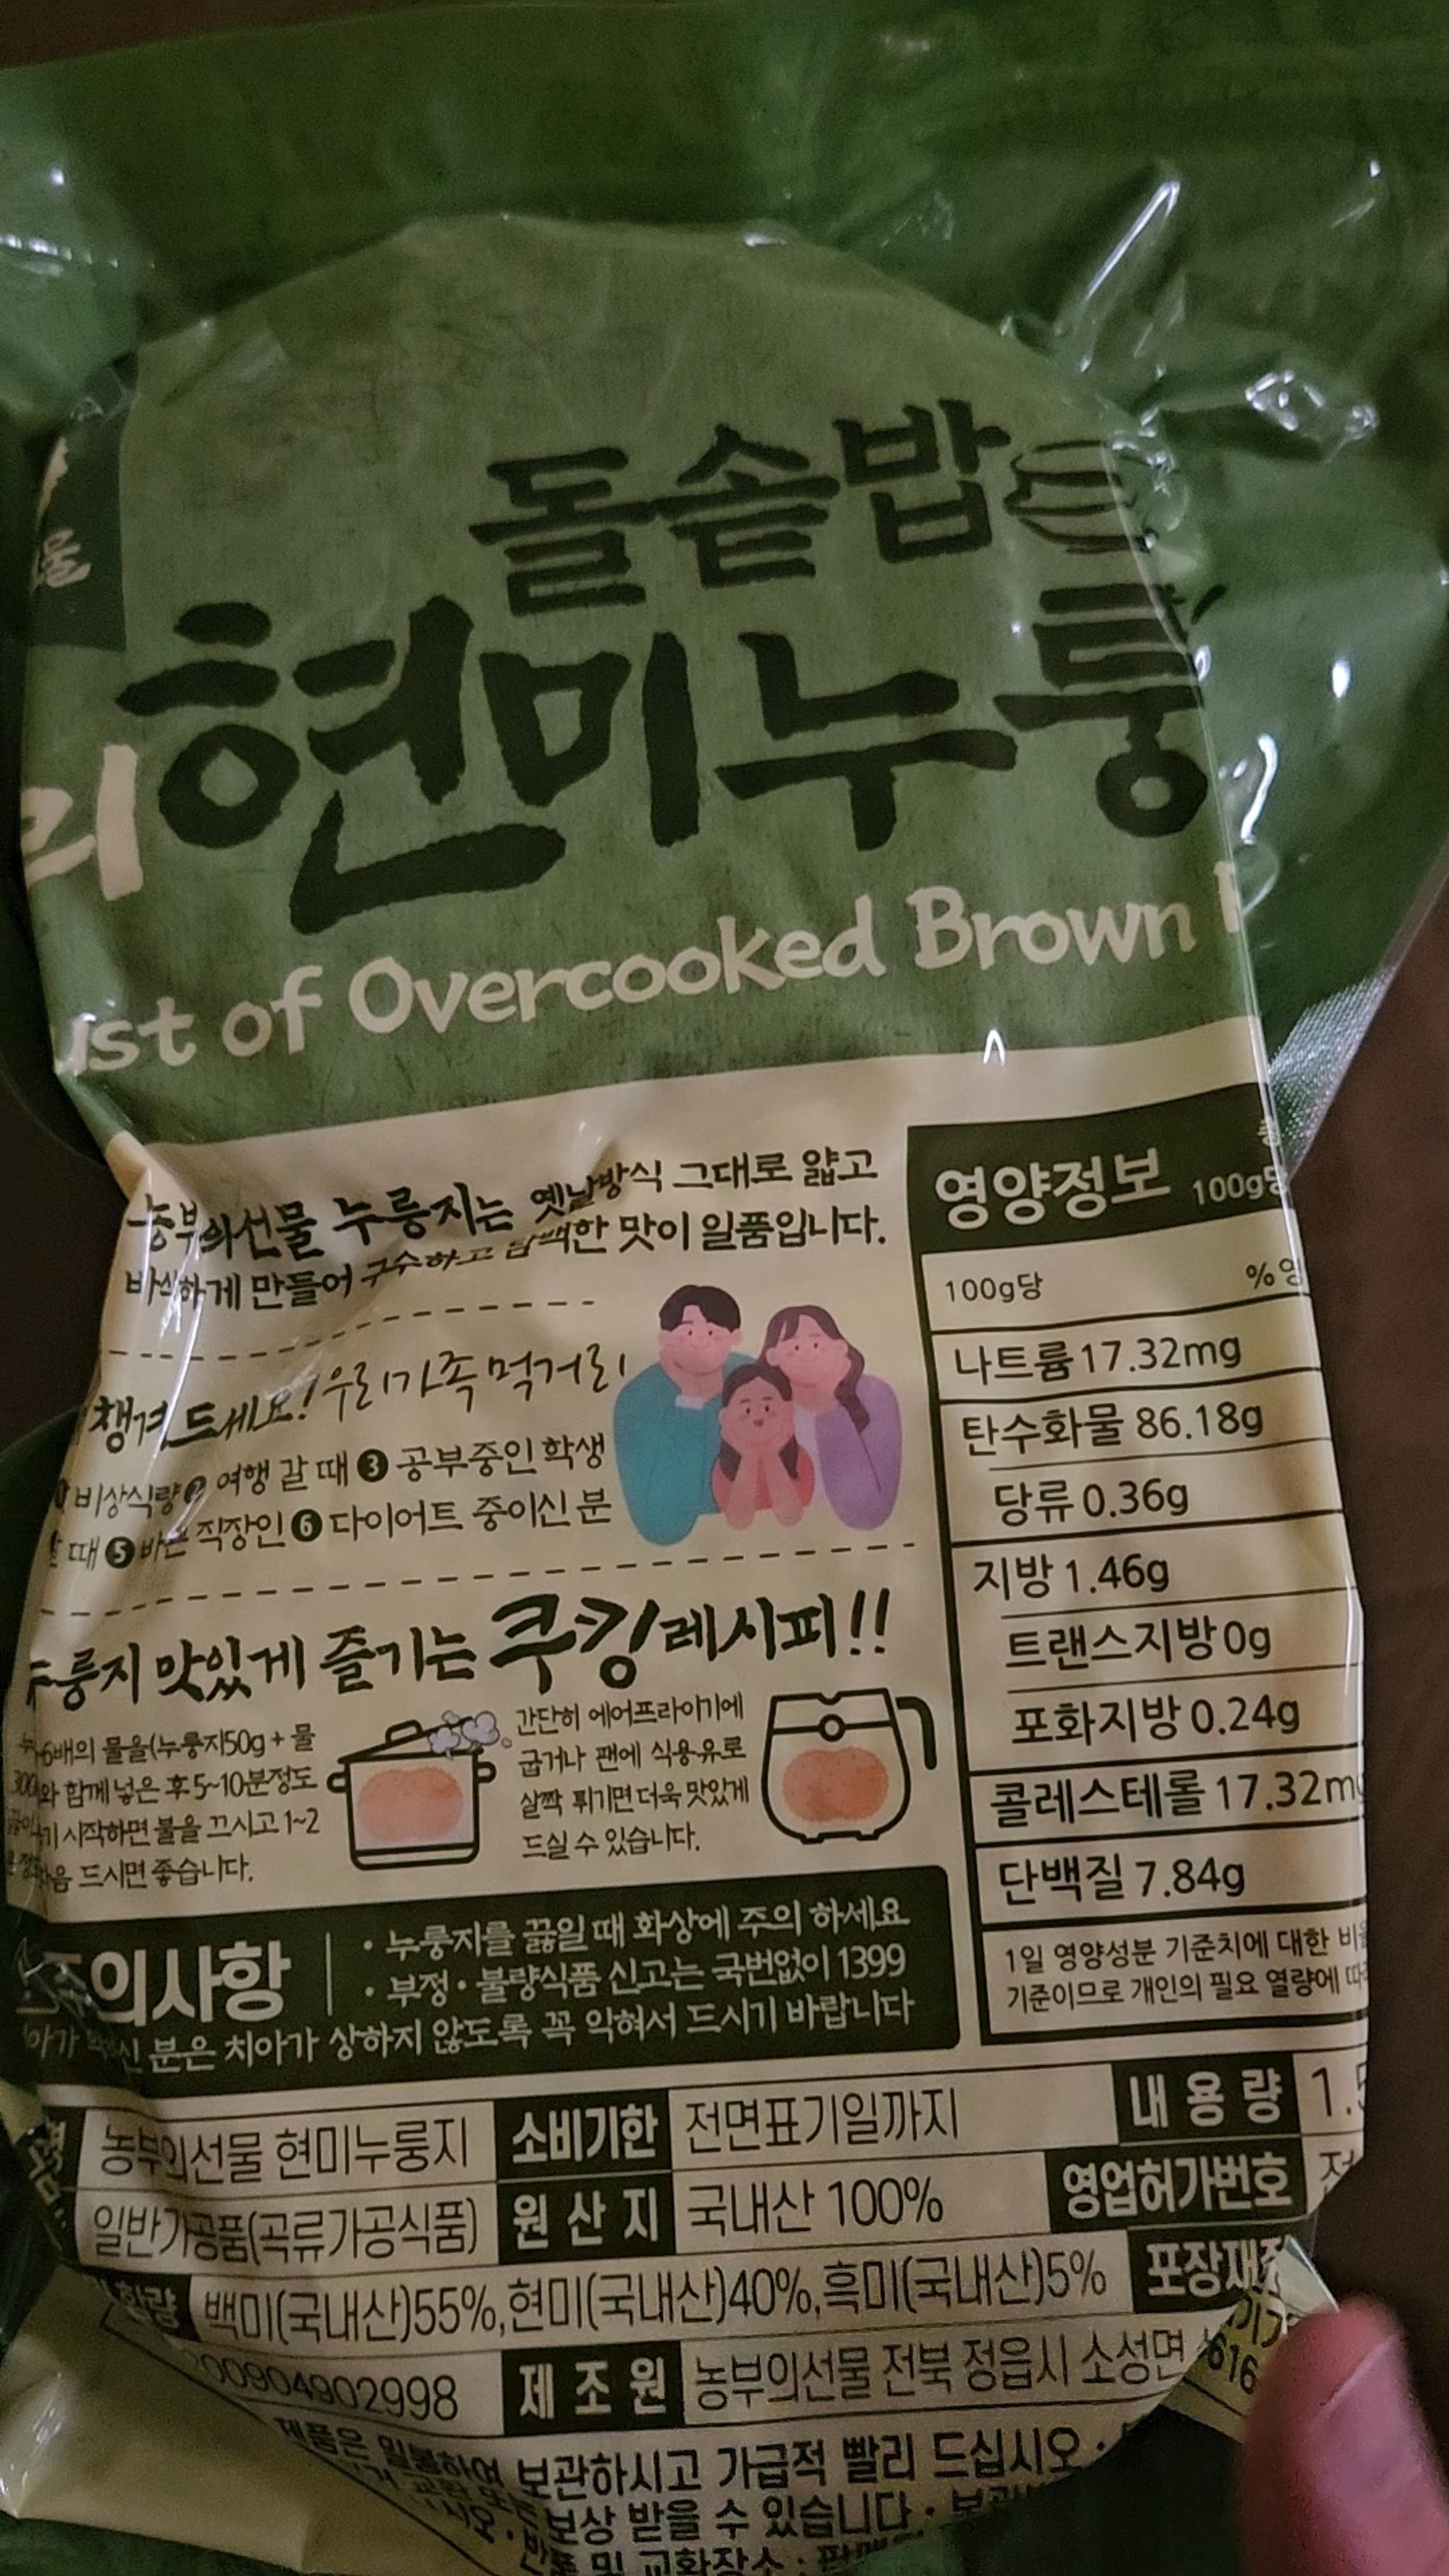 돌솥밥
현미누룽
of Overcooked Brown
농부의선물 누룽지는 옛날방식 그대로 얇고
바삭하게 만들어 구수하고 담백한 맛이 일품입니다.
챙겨 드세요! 우리가족 먹거리
비상식량 ❷ 여행 갈 때 ❸ 공부중인 학생
때 ❺ 바쁜 직장인 ❻ 다이어트 중이신 분
맛있게 즐기는 쿠킹레시피!!
6배의 물을(누룽지50g + 물
함께 넣은 후 5~10분정도
시작하면 불을 끄시고 1~2
드시면 좋습니다.
간단히 에어프라이기에
굽거나 팬에 식용유로
살짝 튀기면 더욱 맛있게
드실 수 있습니다.
의사항
• 누룽지를 끓일 때 화상에 주의 하세요
• 부정•불량식품 신고는 국번없이 1399
분은 치아가 상하지 않도록 꼭 익혀서 드시기 바랍니다
영양정보 100g당
100g당
나트륨 17.32mg
탄수화물 86.18g
당류 0.36g
지방 1.46g
트랜스지방 0g
포화지방 0.24g
콜레스테롤 17.32m
단백질 7.84g
1일 영양성분 기준치에 대한
기준이므로 개인의 필요 열량에
농부의선물 현미누룽지 소비기한 전면표기일까지 내 용 량
일반가공품(곡류가공식품) 원 산 지 국내산 100% 영업허가번호
백미(국내산)55%,현미(국내산)40%,흑미(국내산)5% 포장재질
00904902998 제 조 원 농부의선물 전북 정읍시 소성면
제품은 밀봉하여 보관하시고 가급적 빨리 드십시오 •
보상 받을 수 있습니다.
반품 및 교환장소 :